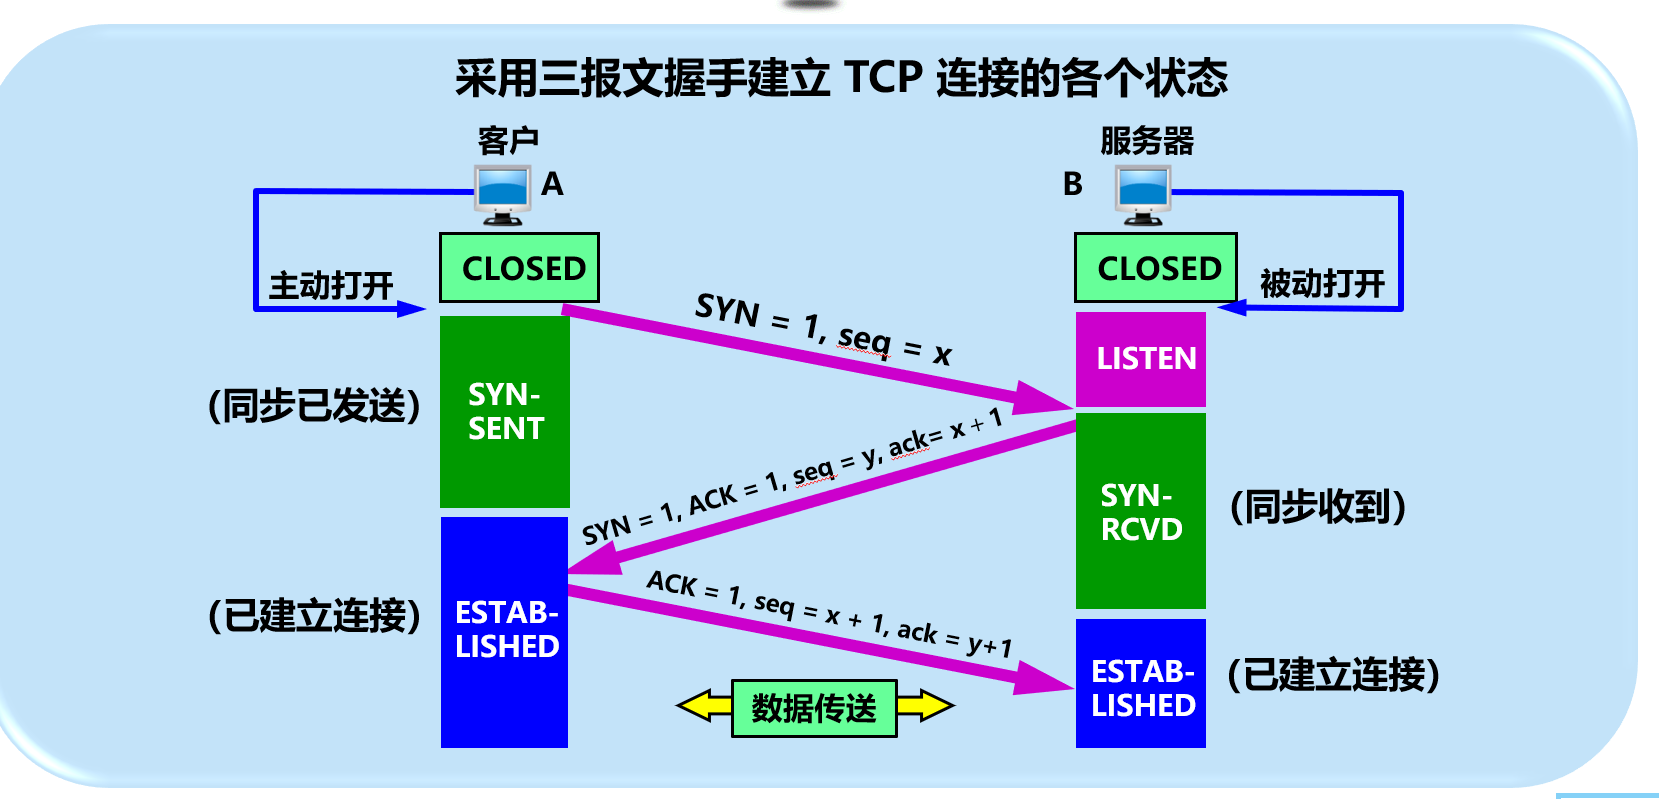 采用三报文握手建立 TCP 连接的各个状态
客户
服务器
A
B
CLOSED
CLOSED
主动打开
被动打开
SYN = 1, seq = x
LISTEN
(同步已发送)
SYN-
SENT
SYN = 1, ACK = 1, seq = y, ack= x + 1
SYN-
RCVD
(同步收到)
(已建立连接)
ESTAB-
LISHED
ACK = 1, seq = x + 1, ack = y+1
ESTAB-
LISHED
(已建立连接)
数据传送